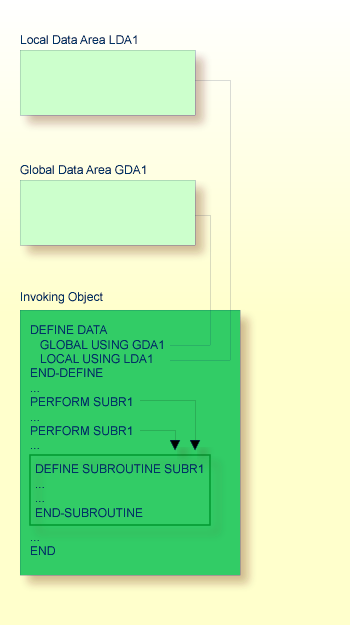 Local Data Area LDA1
Global Data Area GDA1
Invoking Object
DEFINE DATA
GLOBAL USING GDA1
LOCAL USING LDA1
END-DEFINE
...
PERFORM SUBR1
...
PERFORM SUBR1
...
DEFINE SUBROUTINE SUBR1
...
...
END-SUBROUTINE
...
END